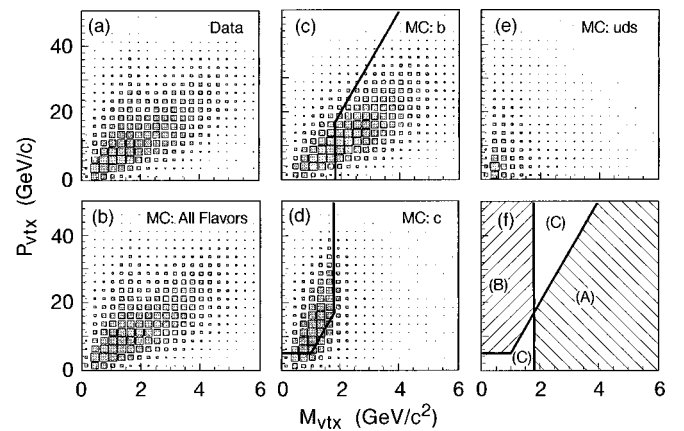 (a) Data
(c) MC: b
(e) MC: uds
40
20
0
P_vtx (GeV/c)
(b) MC: All Flavors
(d) MC: c
(f) (C)
(B)
(A)
(C)
40
20
0
0 2 4 6
0 2 4 6
0 2 4 6
M_vtx (GeV/c²)